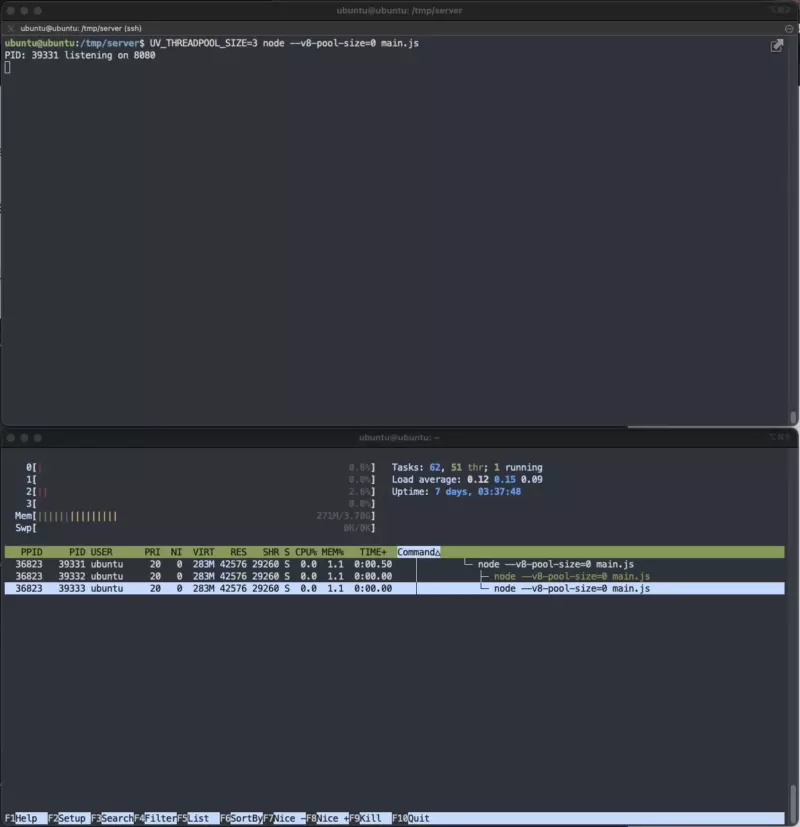 ubuntu@ubuntu: /tmp/server
ubuntu@ubuntu: /tmp/server (ssh)
ubuntu@ubuntu:/tmp/server$ UV_THREADPOOL_SIZE=3 node --v8-pool-size=0 main.js
PID: 39331 listening on 8080
ubuntu@ubuntu: ~
0[| 0.6%] Tasks: 62, 51 thr; 1 running
1[ 0.0%] Load average: 0.12 0.15 0.09
2[|| 2.6%] Uptime: 7 days, 03:37:48
3[ 0.0%]
Mem[|||||||||||||||| 271M/3.70G]
Swp[ 0K/0K]
PPID PID USER PRI NI VIRT RES SHR S CPU% MEM% TIME+ Command△
36823 39331 ubuntu 20 0 283M 42576 29260 S 0.0 1.1 0:00.50 └─ node --v8-pool-size=0 main.js
36823 39332 ubuntu 20 0 283M 42576 29260 S 0.0 1.1 0:00.00 ├─ node --v8-pool-size=0 main.js
36823 39333 ubuntu 20 0 283M 42576 29260 S 0.0 1.1 0:00.00 └─ node --v8-pool-size=0 main.js
F1Help F2Setup F3SearchF4FilterF5List F6SortByF7Nice -F8Nice +F9Kill F10Quit